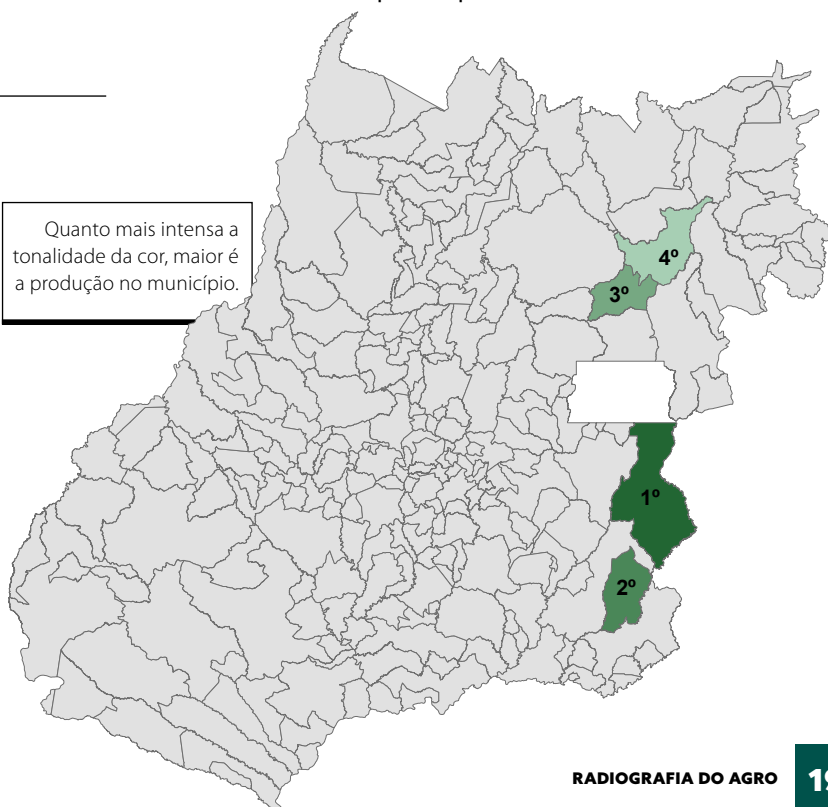 Quanto mais intensa a
tonalidade da cor, maior é
a produção no município.
4º
3º
1º
2º
RADIOGRAFIA DO AGRO